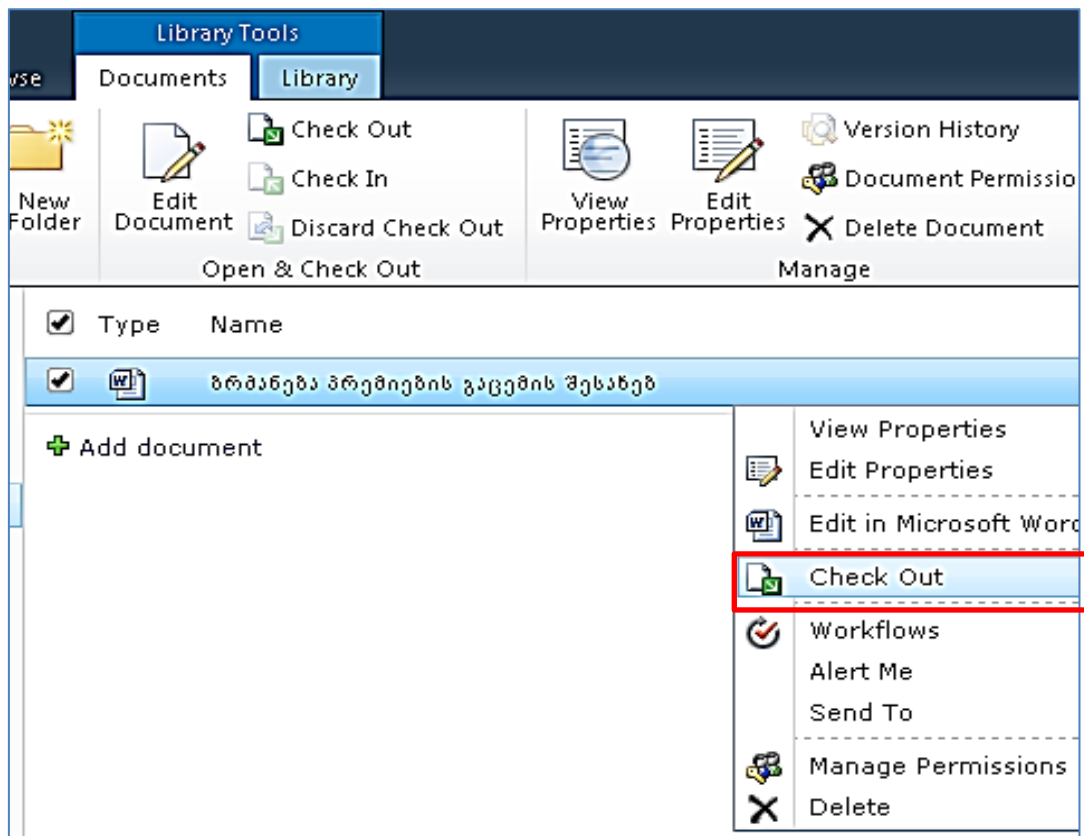 Library Tools
wse Documents Library
New Folder
Edit Document
Check Out
Check In
Discard Check Out
Open & Check Out
View Properties
Edit Properties
Version History
Document Permissio
Delete Document
Manage
Type Name
ბრძანება პრემიების გაცემის შესახებ
Add document
View Properties
Edit Properties
Edit in Microsoft Word
Check Out
Workflows
Alert Me
Send To
Manage Permissions
Delete